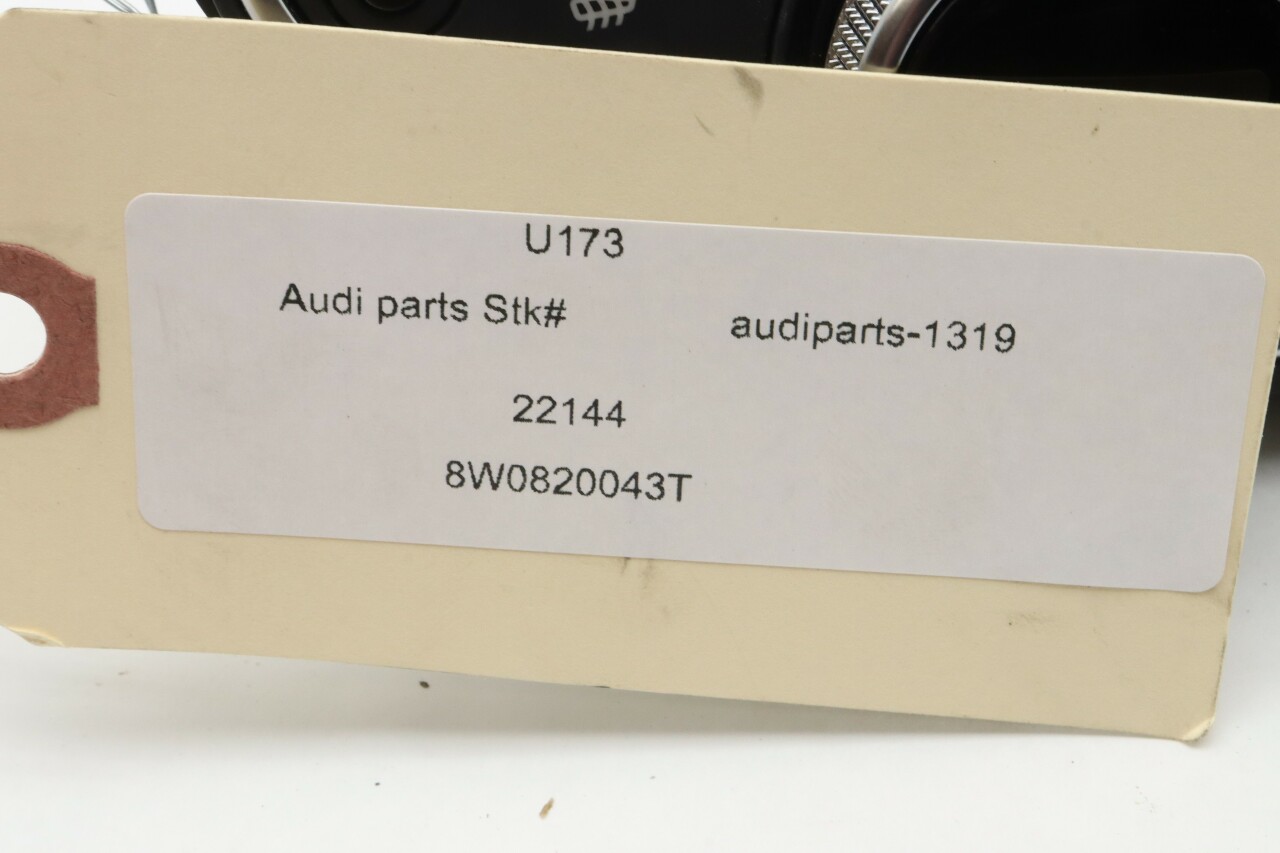 U173
Audi parts Stk# audiparts-1319
22144
8W0820043T